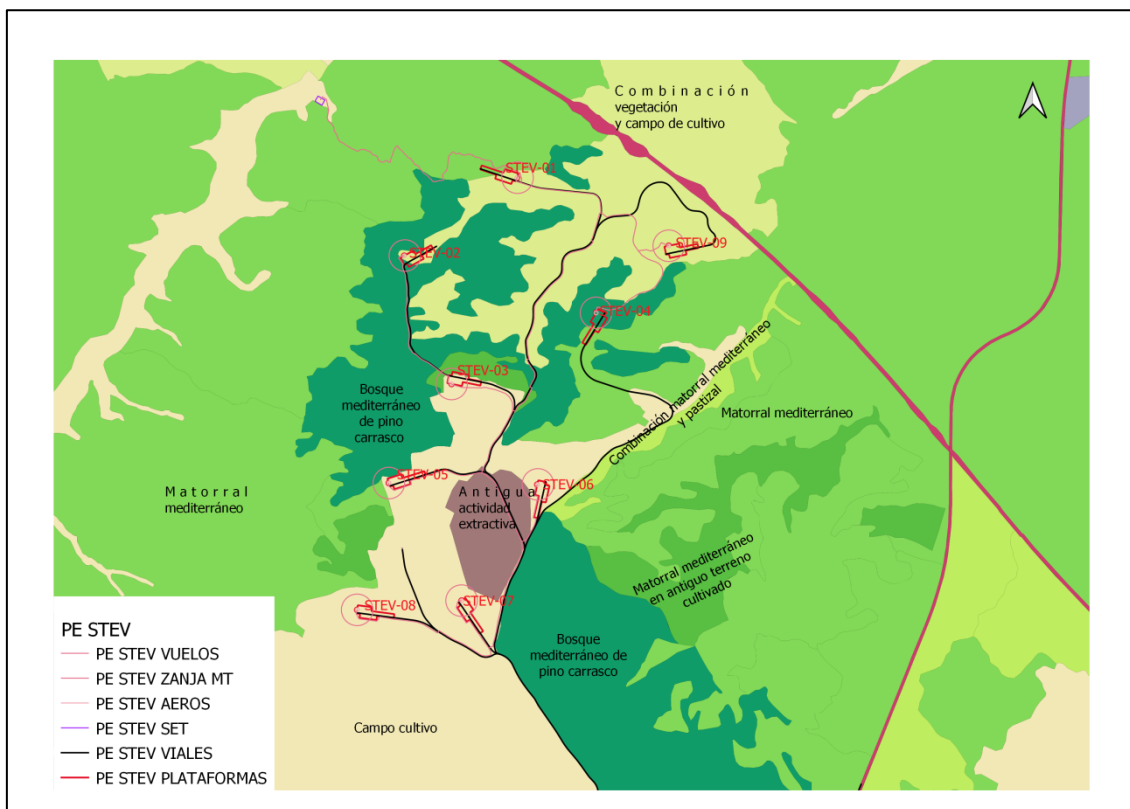 Combinación
vegetación
y campo de cultivo
STEV-01
STEV-02
STEV-09
STEV-04
STEV-03
Bosque
mediterráneo
de pino
carrasco
Combinación matorral mediterráneo
y pastizal
Matorral mediterráneo
STEV-05
STEV-06
Matorral
mediterráneo
Antígua
actividad
extractiva
Matorral mediterráneo
en antiguo terreno
cultivado
STEV-08
STEV-07
Bosque
mediterráneo de
pino carrasco
Campo cultivo
PE STEV
PE STEV VUELOS
PE STEV ZANJA MT
PE STEV AEROS
PE STEV SET
PE STEV VIALES
PE STEV PLATAFORMAS